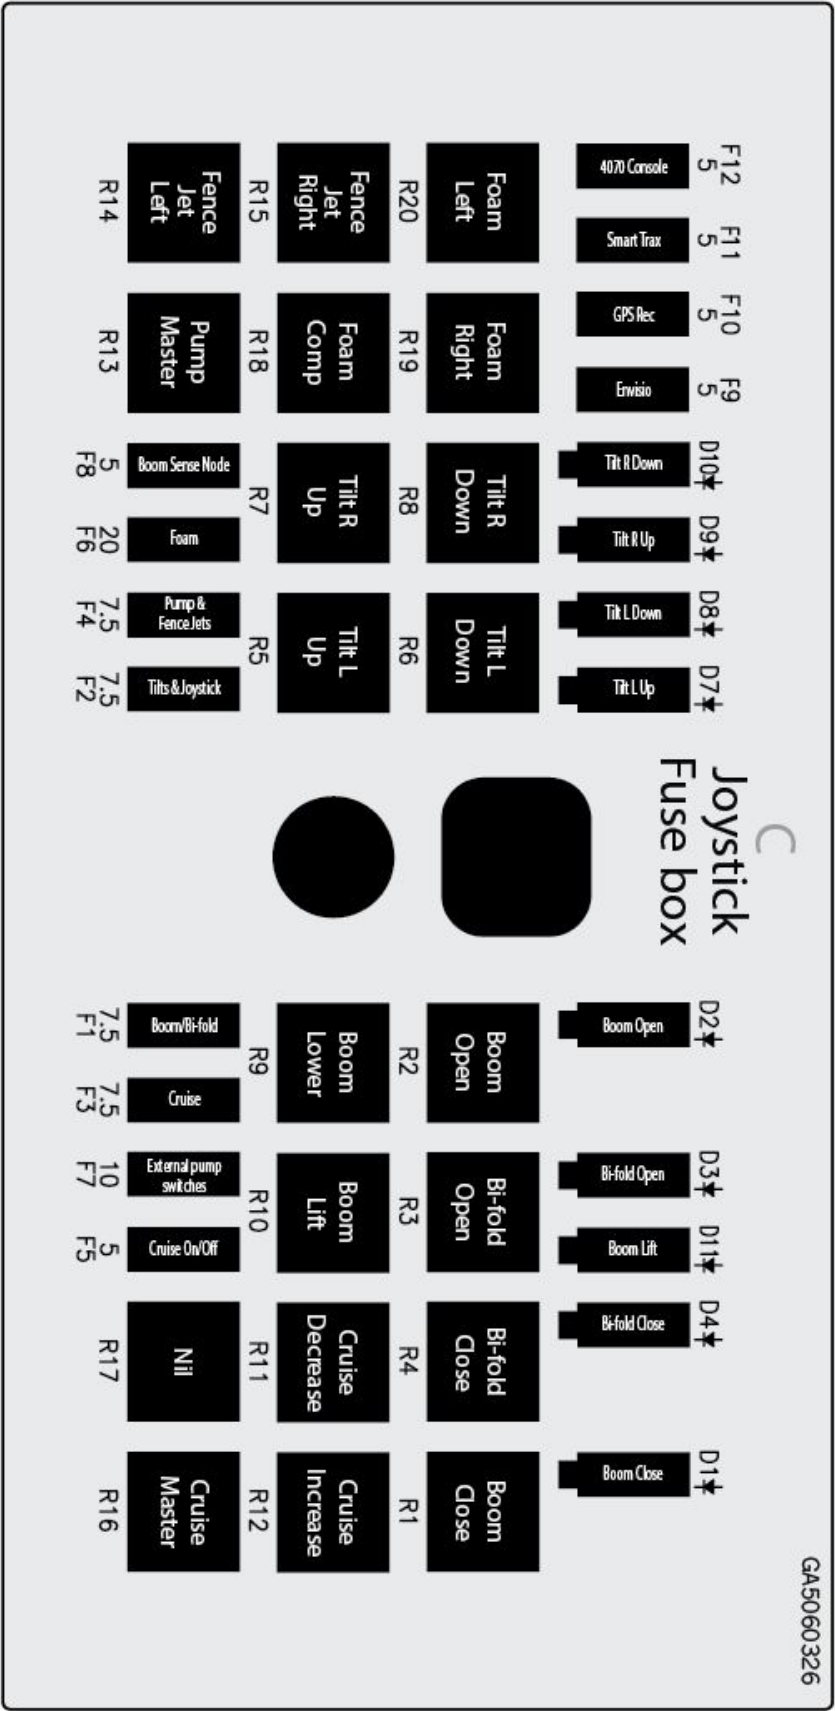 F12
5
4070 Console
F11
5
Smart Trax
F10
5
GPS Rec
F9
5
Envisio
D10
Tilt R Down
D9
Tilt R Up
D8
Tilt L Down
D7
Tilt L Up
R20
Foam
Left
R19
Foam
Right
R8
Tilt R
Down
R6
Tilt L
Down
R15
Fence
Jet
Right
R18
Foam
Comp
R7
Tilt R
Up
R5
Tilt L
Up
R14
Fence
Jet
Left
R13
Pump
Master
Boom Sense Node
5
F8
Foam
20
F6
Pump &
Fence Jets
7.5
F4
Tilts & Joystick
7.5
F2
C
Joystick
Fuse box
D2
Boom Open
D3
Bi-fold Open
D11
Boom Lift
D4
Bi-fold Close
D1
Boom Close
R2
Boom
Open
R3
Bi-fold
Open
R4
Bi-fold
Close
R1
Boom
Close
R9
Boom
Lower
R10
Boom
Lift
R11
Cruise
Decrease
R12
Cruise
Increase
Boom/Bi-fold
7.5
F1
Cruise
7.5
F3
External pump
switches
10
F7
Cruise On/Off
5
F5
Nil
R17
Cruise
Master
R16
GA5060326